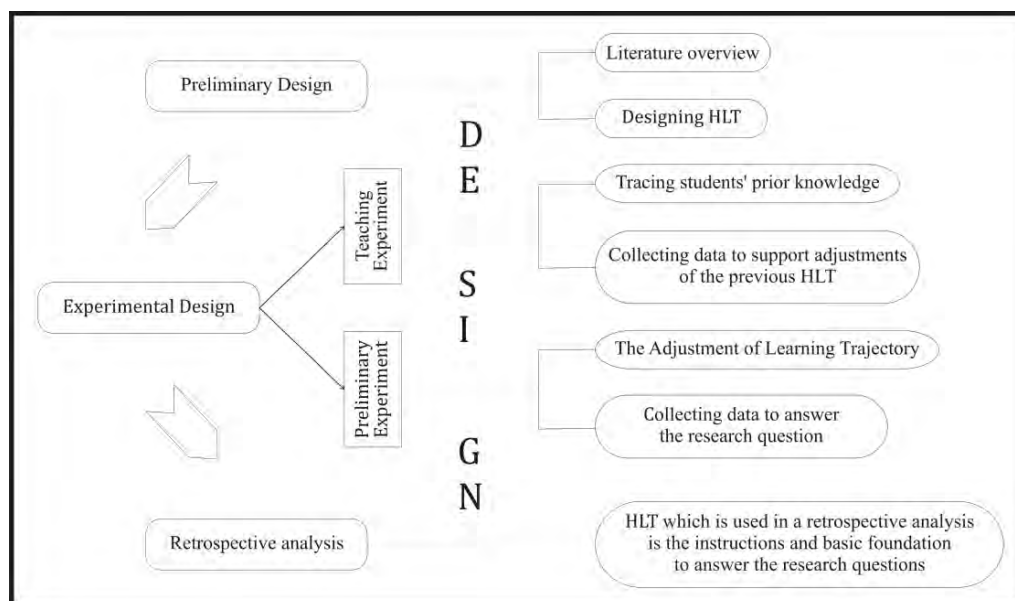 Preliminary Design
Experimental Design
Teaching
Experiment
Preliminary
Experiment
Retrospective analysis
D
E
S
I
G
N
Literature overview
Designing HLT
Tracing students' prior knowledge
Collecting data to support adjustments
of the previous HLT
The Adjustment of Learning Trajectory
Collecting data to answer
the research question
HLT which is used in a retrospective analysis
is the instructions and basic foundation
to answer the research questions